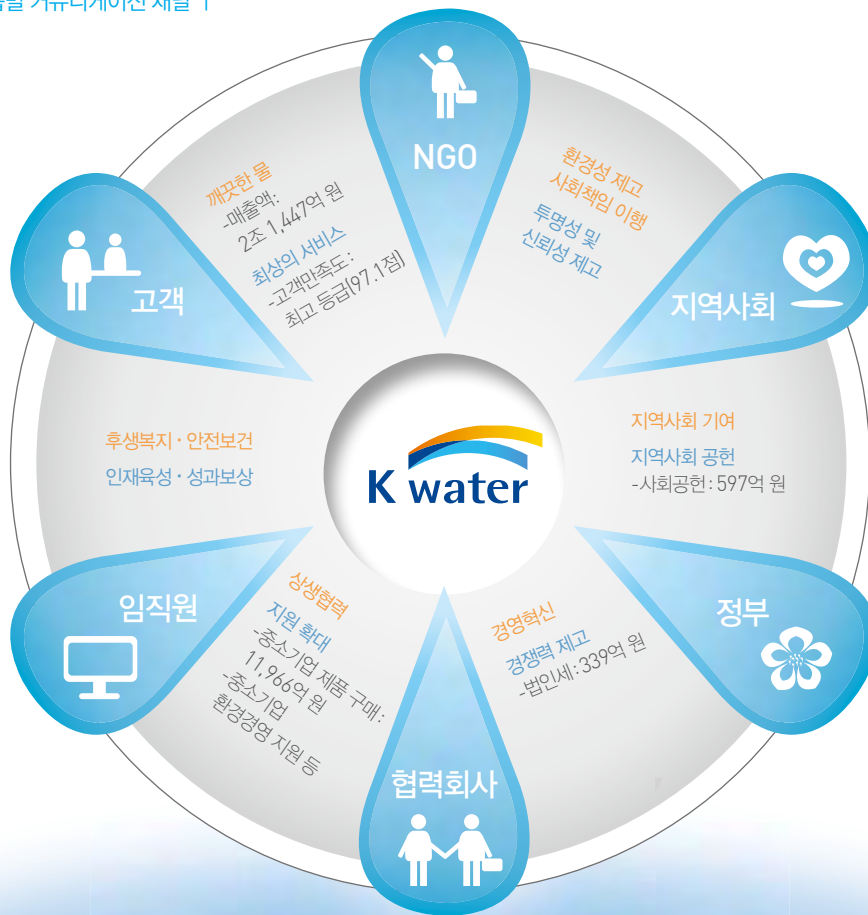 커뮤니케이션 채널
NGO
깨끗한 물
-매출액:
2조 1,447억 원
최상의 서비스
-고객만족도:
최고 등급(97.1점)
환경성 제고
사회책임 이행
투명성 및
신뢰성 제고
고객
지역사회
후생복지·안전보건
인재육성·성과보상
K water
지역사회 기여
지역사회 공헌
-사회공헌:597억 원
임직원
상생협력
지원 확대
-중소기업 제품 구매:
11,966억 원
-중소기업
환경경영 지원 등
경영혁신
경쟁력 제고
-법인세:339억 원
정부
협력회사